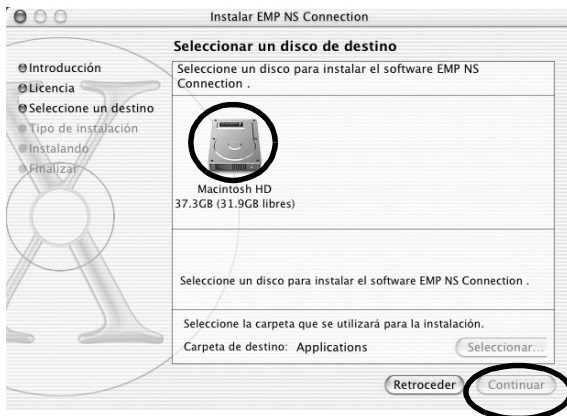 Instalar EMP NS Connection
Seleccionar un disco de destino
Introducción
Licencia
Seleccione un destino
Tipo de instalación
Instalando
Finalizar
Seleccione un disco para instalar el software EMP NS
Connection .
Macintosh HD
37.3GB (31.9GB libres)
Seleccione un disco para instalar el software EMP NS Connection .
Seleccione la carpeta que se utilizará para la instalación.
Carpeta de destino: Applications
Seleccionar...
Retroceder
Continuar